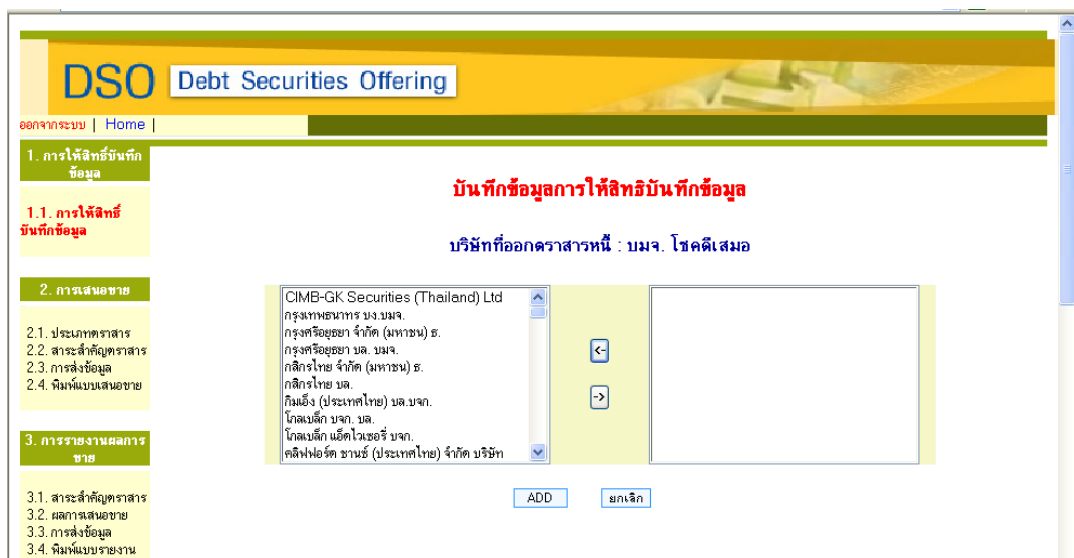 DSO Debt Securities Offering
ออกจากระบบ | Home |
1. การให้สิทธิ์บันทึก
ข้อมูล
1.1. การให้สิทธิ์
บันทึกข้อมูล
2. การเสนอขาย
2.1. ประเภทตราสาร
2.2. สาระสำคัญตราสาร
2.3. การส่งข้อมูล
2.4. พิมพ์แบบเสนอขาย
3. การรายงานผลการ
ขาย
3.1. สาระสำคัญตราสาร
3.2. ผลการเสนอขาย
3.3. การส่งข้อมูล
3.4. พิมพ์แบบรายงาน
บันทึกข้อมูลการให้สิทธิบันทึกข้อมูล
บริษัทที่ออกตราสารหนี้ : บมจ. โชคดีเสมอ
CIMB-GK Securities (Thailand) Ltd
กรุงเทพธนาทร บง.บมจ.
กรุงศรีอยุธยา จำกัด (มหาชน) ธ.
กรุงศรีอยุธยา บล. บมจ.
กสิกรไทย จำกัด (มหาชน) ธ.
กสิกรไทย บล.
กิมเอ็ง (ประเทศไทย) บล.บจก.
โกลเบล็ก บจก. บล.
โกลเบล็ก แอ็ดไวเซอรี่ บจก.
คลิฟฟอร์ด ชานซ์ (ประเทศไทย) จำกัด บริษัท
<-
->
ADD ยกเลิก